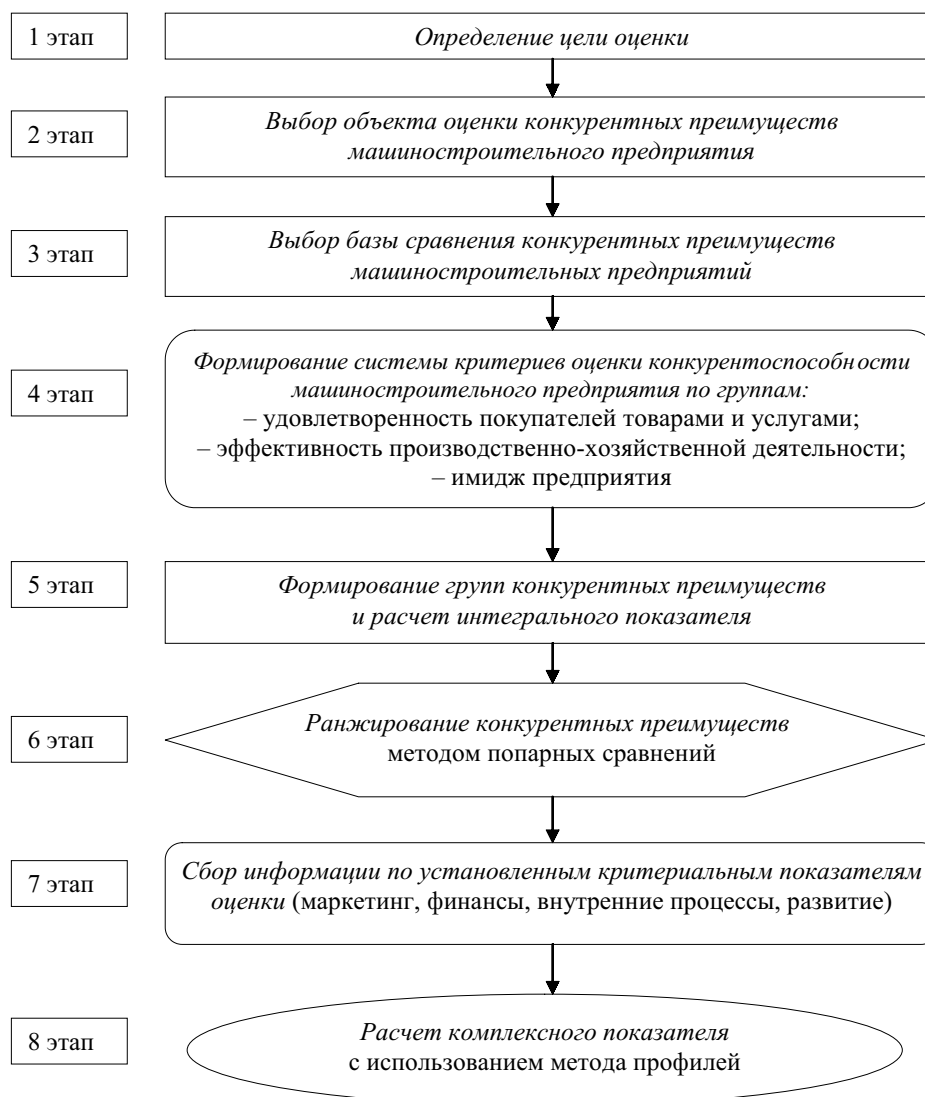 1 этап
Определение цели оценки
2 этап
Выбор объекта оценки конкурентных преимуществ
машиностроительного предприятия
3 этап
Выбор базы сравнения конкурентных преимуществ
машиностроительных предприятий
4 этап
Формирование системы критериев оценки конкурентоспособности
машиностроительного предприятия по группам:
– удовлетворенность покупателей товарами и услугами;
– эффективность производственно-хозяйственной деятельности;
– имидж предприятия
5 этап
Формирование групп конкурентных преимуществ
и расчет интегрального показателя
6 этап
Ранжирование конкурентных преимуществ
методом попарных сравнений
7 этап
Сбор информации по установленным критериальным показателям
оценки (маркетинг, финансы, внутренние процессы, развитие)
8 этап
Расчет комплексного показателя
с использованием метода профилей